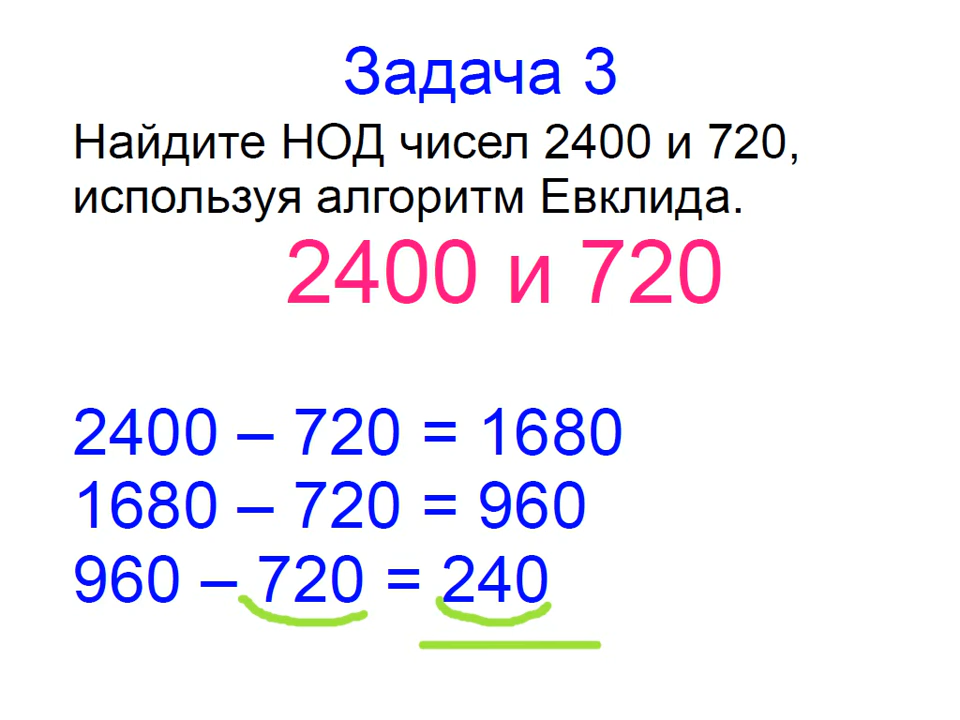 Задача 3
Найдите НОД чисел 2400 и 720,
используя алгоритм Евклида.
2400 и 720
2400 – 720 = 1680
1680 – 720 = 960
960 – 720 = 240